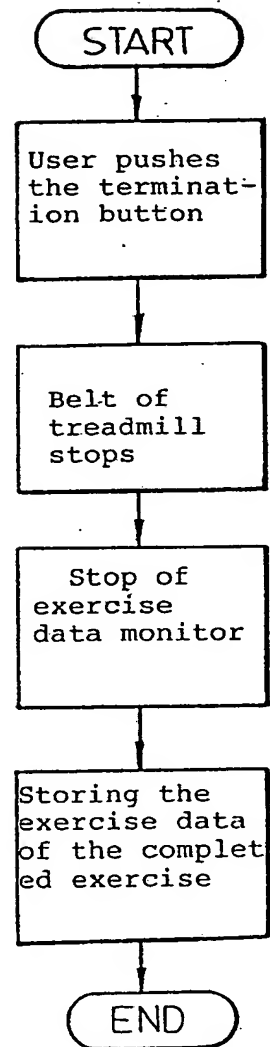 START
User pushes
the terminat-
ion button
Belt of
treadmill
stops
Stop of
exercise
data monitor
Storing the
exercise data
of the complet
ed exercise
END